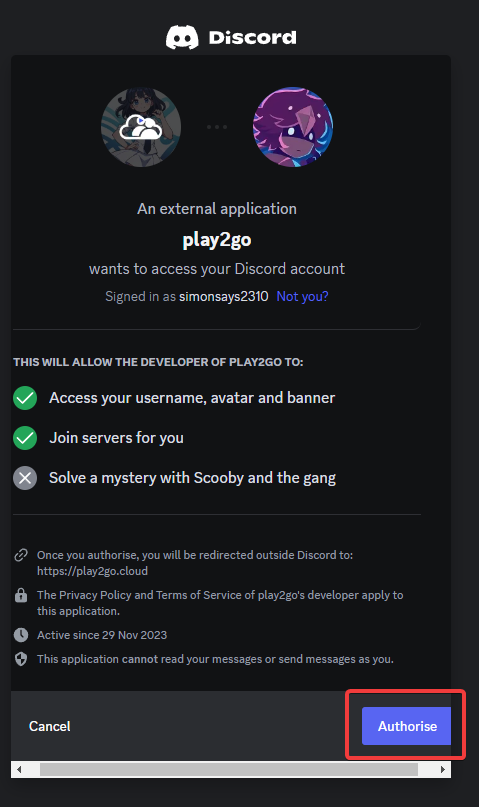 Discord
An external application
play2go
wants to access your Discord account
Signed in as simonsays2310 Not you?
THIS WILL ALLOW THE DEVELOPER OF PLAY2GO TO:
Access your username, avatar and banner
Join servers for you
Solve a mystery with Scooby and the gang
Once you authorise, you will be redirected outside Discord to:
https://play2go.cloud
The Privacy Policy and Terms of Service of play2go's developer apply to
this application.
Active since 29 Nov 2023
This application cannot read your messages or send messages as you.
Cancel
Authorise